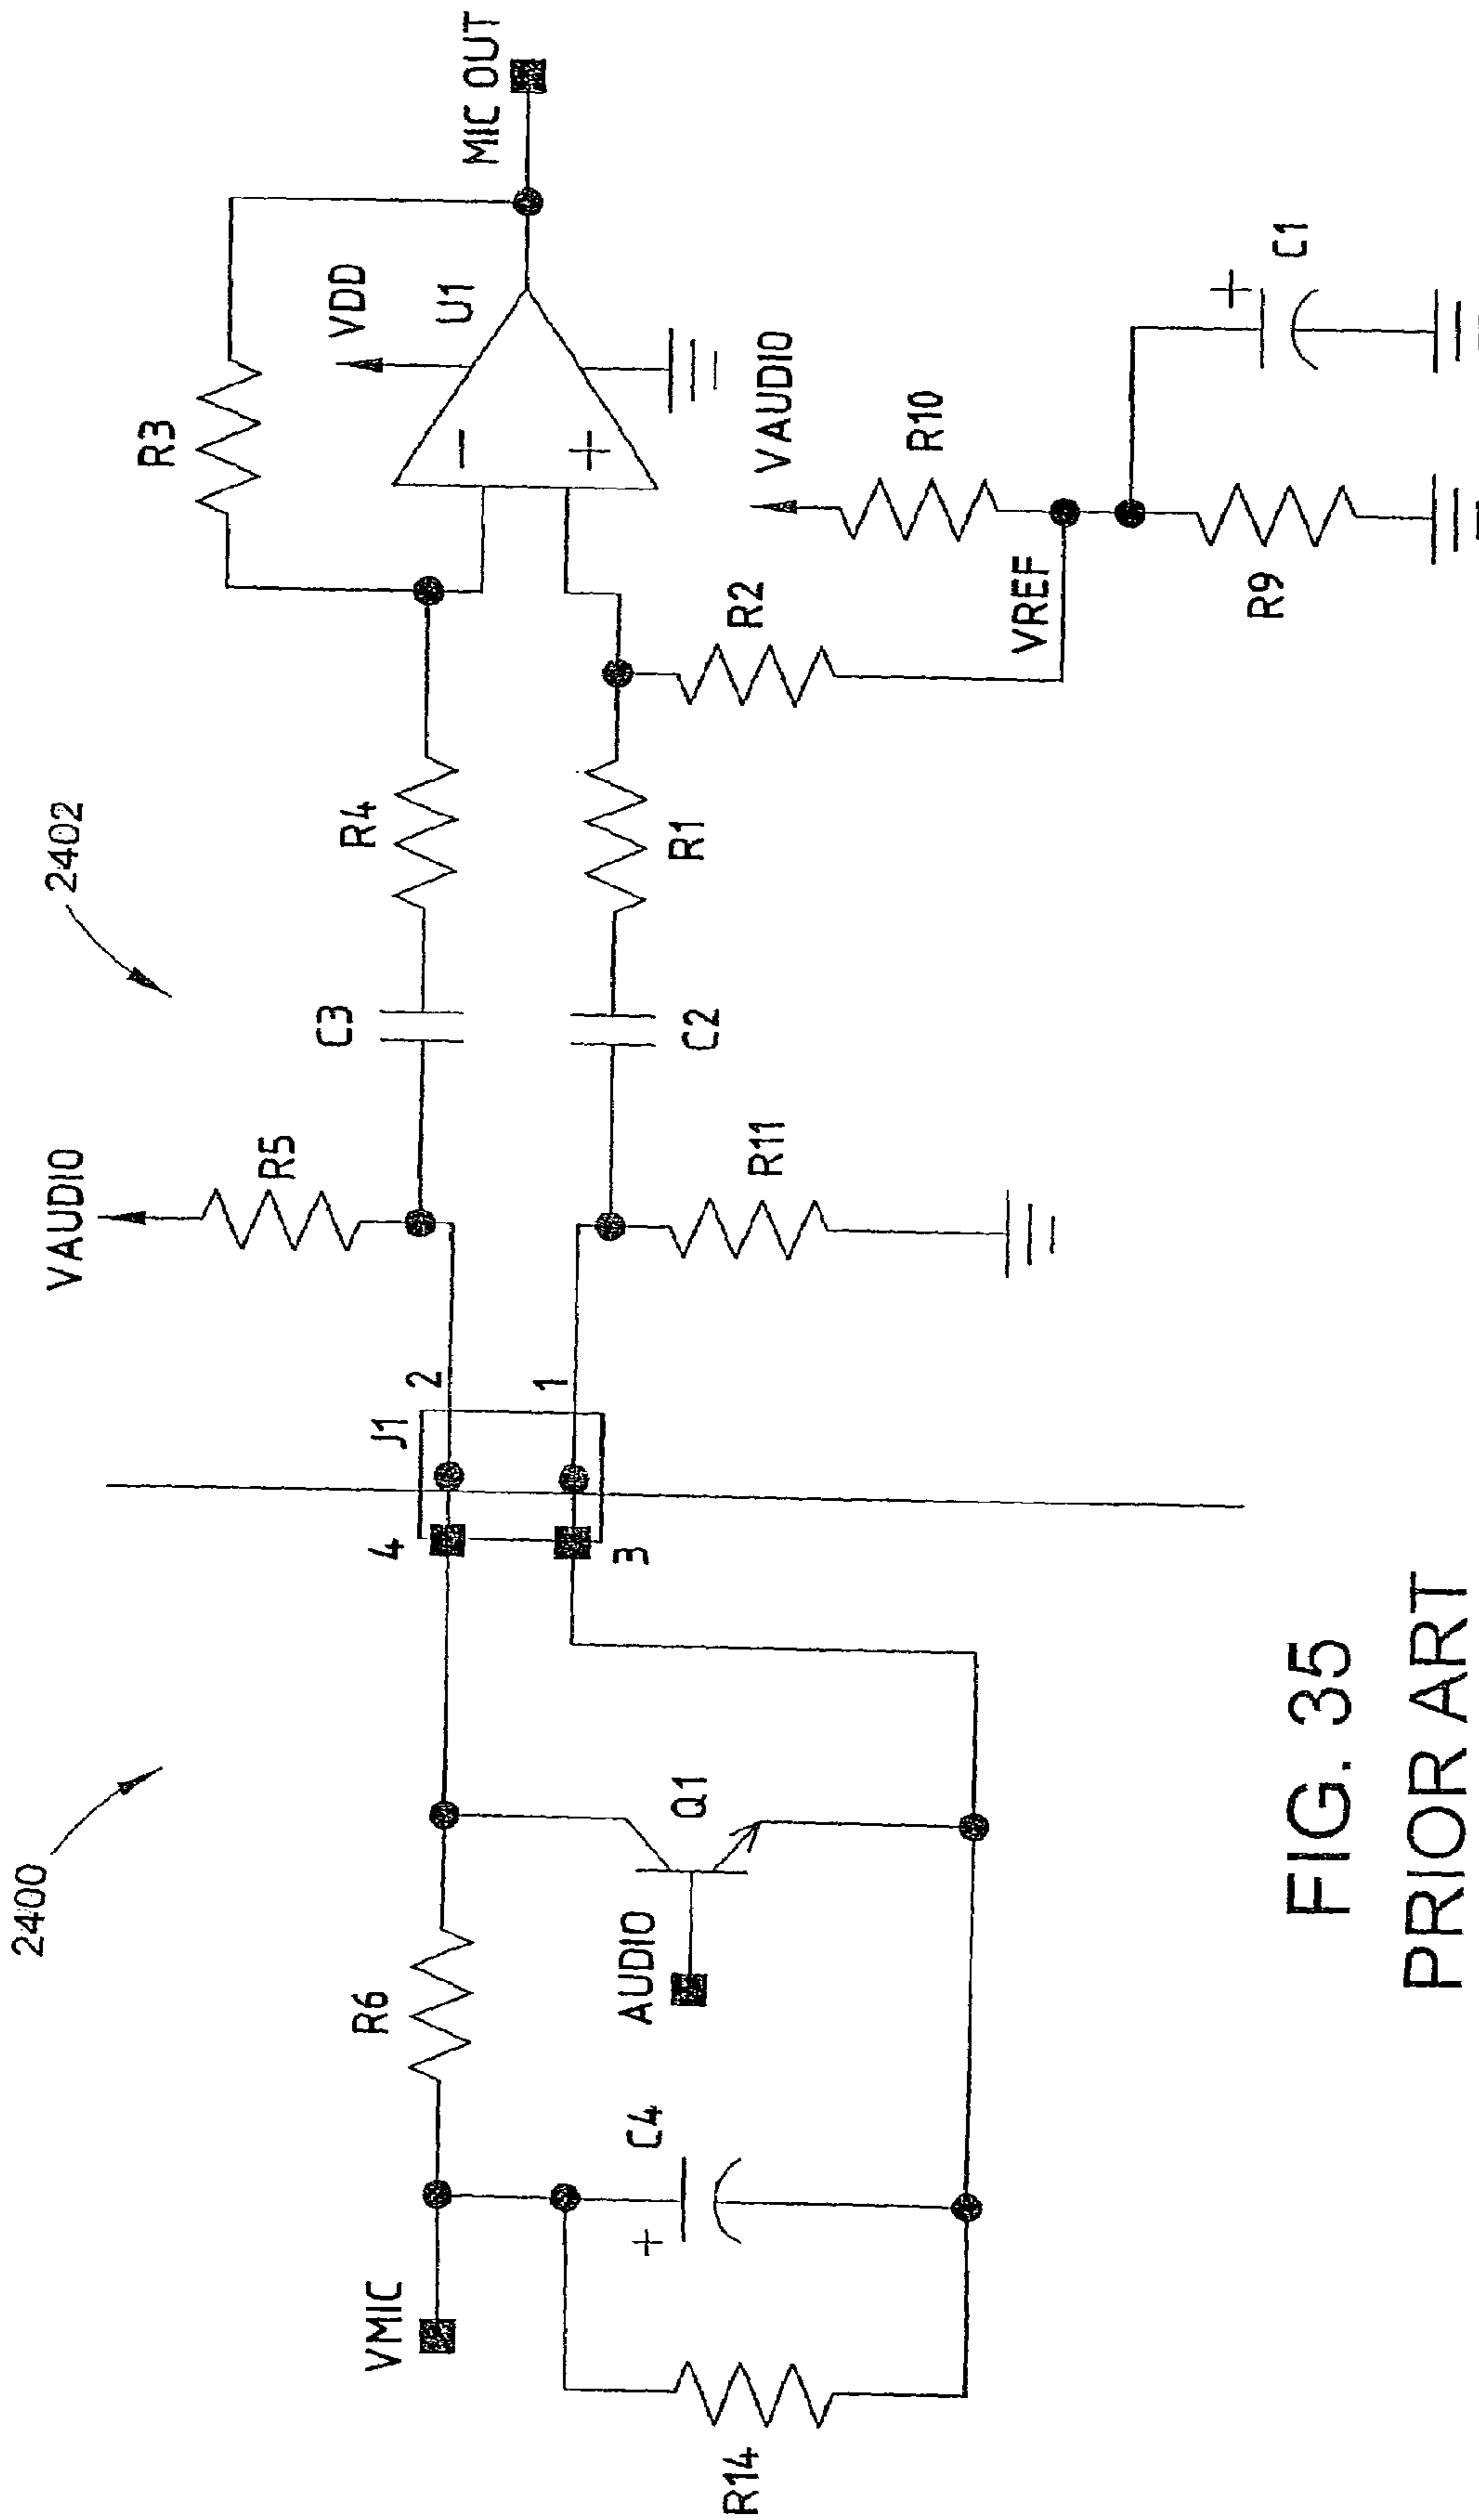 2400
2402
VMIC
R14
+
C4
R6
AUDIO
Q1
4
3
J1
2
1
VAUDIO
R5
R11
C3
C2
R4
R1
R2
VREF
R3
-
+
U1
VDD
MIC OUT
VAUDIO
R10
R9
+
C1
FIG. 35
PRIOR ART